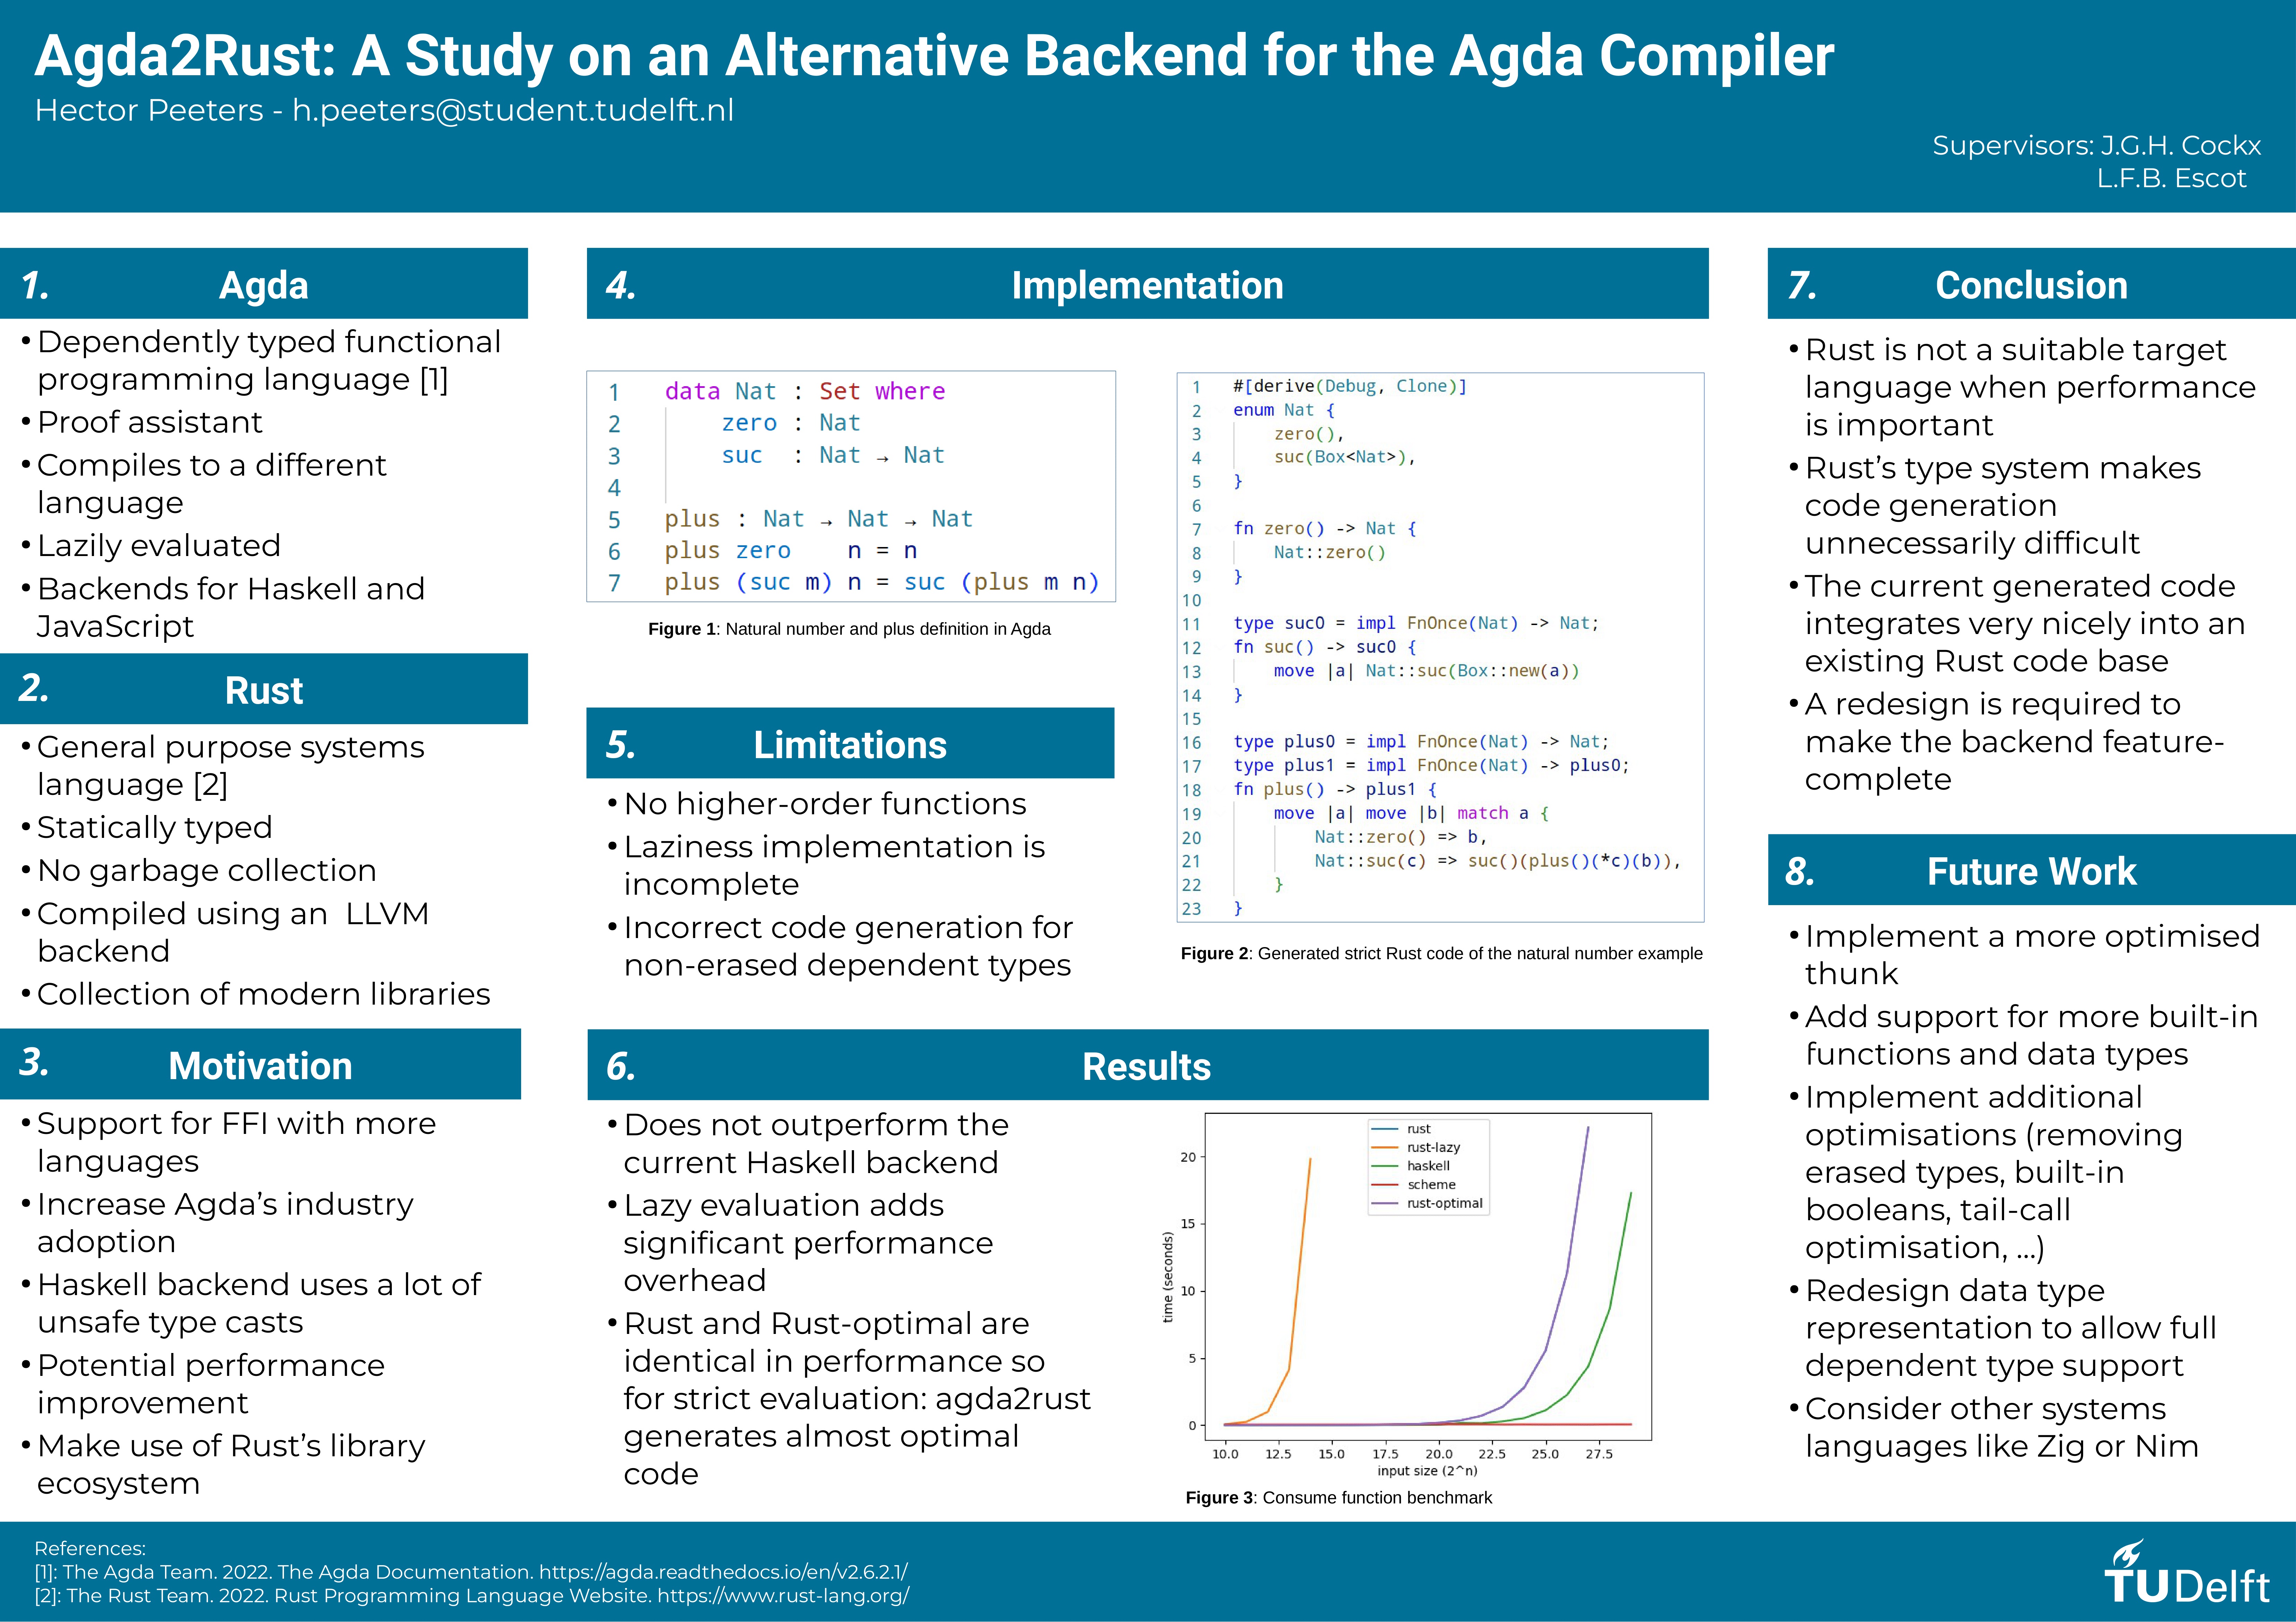 Agda2Rust: A Study on an Alternative Backend for the Agda Compiler
Hector Peeters - h.peeters@student.tudelft.nl
Supervisors: J.G.H. Cockx
L.F.B. Escot
1. Agda
• Dependently typed functional
programming language [1]
• Proof assistant
• Compiles to a different
language
• Lazily evaluated
• Backends for Haskell and
JavaScript
2. Rust
• General purpose systems
language [2]
• Statically typed
• No garbage collection
• Compiled using an LLVM
backend
• Collection of modern libraries
3. Motivation
• Support for FFI with more
languages
• Increase Agda’s industry
adoption
• Haskell backend uses a lot of
unsafe type casts
• Potential performance
improvement
• Make use of Rust’s library
ecosystem
4. Implementation
1 data Nat : Set where
2 zero : Nat
3 suc : Nat → Nat
4
5 plus : Nat → Nat → Nat
6 plus zero n = n
7 plus (suc m) n = suc (plus m n)
Figure 1: Natural number and plus definition in Agda
1 #[derive(Debug, Clone)]
2 enum Nat {
3 zero(),
4 suc(Box<Nat>),
5 }
6
7 fn zero() -> Nat {
8 Nat::zero()
9 }
10
11 type suc0 = impl FnOnce(Nat) -> Nat;
12 fn suc() -> suc0 {
13 move |a| Nat::suc(Box::new(a))
14 }
15
16 type plus0 = impl FnOnce(Nat) -> Nat;
17 type plus1 = impl FnOnce(Nat) -> plus0;
18 fn plus() -> plus1 {
19 move |a| move |b| match a {
20 Nat::zero() => b,
21 Nat::suc(c) => suc()(plus()(*c)(b)),
22 }
23 }
Figure 2: Generated strict Rust code of the natural number example
5. Limitations
• No higher-order functions
• Laziness implementation is
incomplete
• Incorrect code generation for
non-erased dependent types
6. Results
• Does not outperform the
current Haskell backend
• Lazy evaluation adds
significant performance
overhead
• Rust and Rust-optimal are
identical in performance so
for strict evaluation: agda2rust
generates almost optimal
code
rust
rust-lazy
haskell
scheme
rust-optimal
time (seconds)
20
15
10
5
0
10.0 12.5 15.0 17.5 20.0 22.5 25.0 27.5
input size (2^n)
Figure 3: Consume function benchmark
7. Conclusion
• Rust is not a suitable target
language when performance
is important
• Rust’s type system makes
code generation
unnecessarily difficult
• The current generated code
integrates very nicely into an
existing Rust code base
• A redesign is required to
make the backend feature-
complete
8. Future Work
• Implement a more optimised
thunk
• Add support for more built-in
functions and data types
• Implement additional
optimisations (removing
erased types, built-in
booleans, tail-call
optimisation, ...)
• Redesign data type
representation to allow full
dependent type support
• Consider other systems
languages like Zig or Nim
References:
[1]: The Agda Team. 2022. The Agda Documentation. https://agda.readthedocs.io/en/v2.6.2.1/
[2]: The Rust Team. 2022. Rust Programming Language Website. https://www.rust-lang.org/
TUDelft